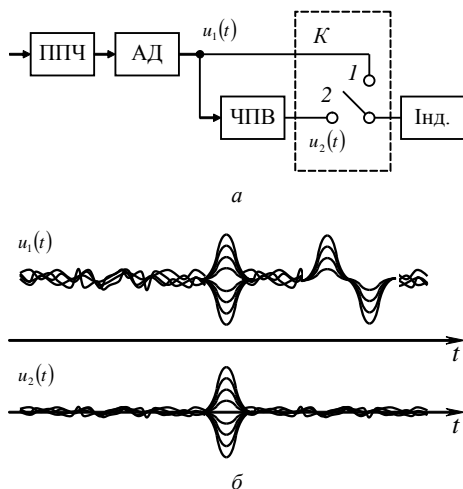 ППЧ АД u₁(t) К 1
2
ЧПВ Інд.
u₂(t)
а
u₁(t)
t
u₂(t)
t
б